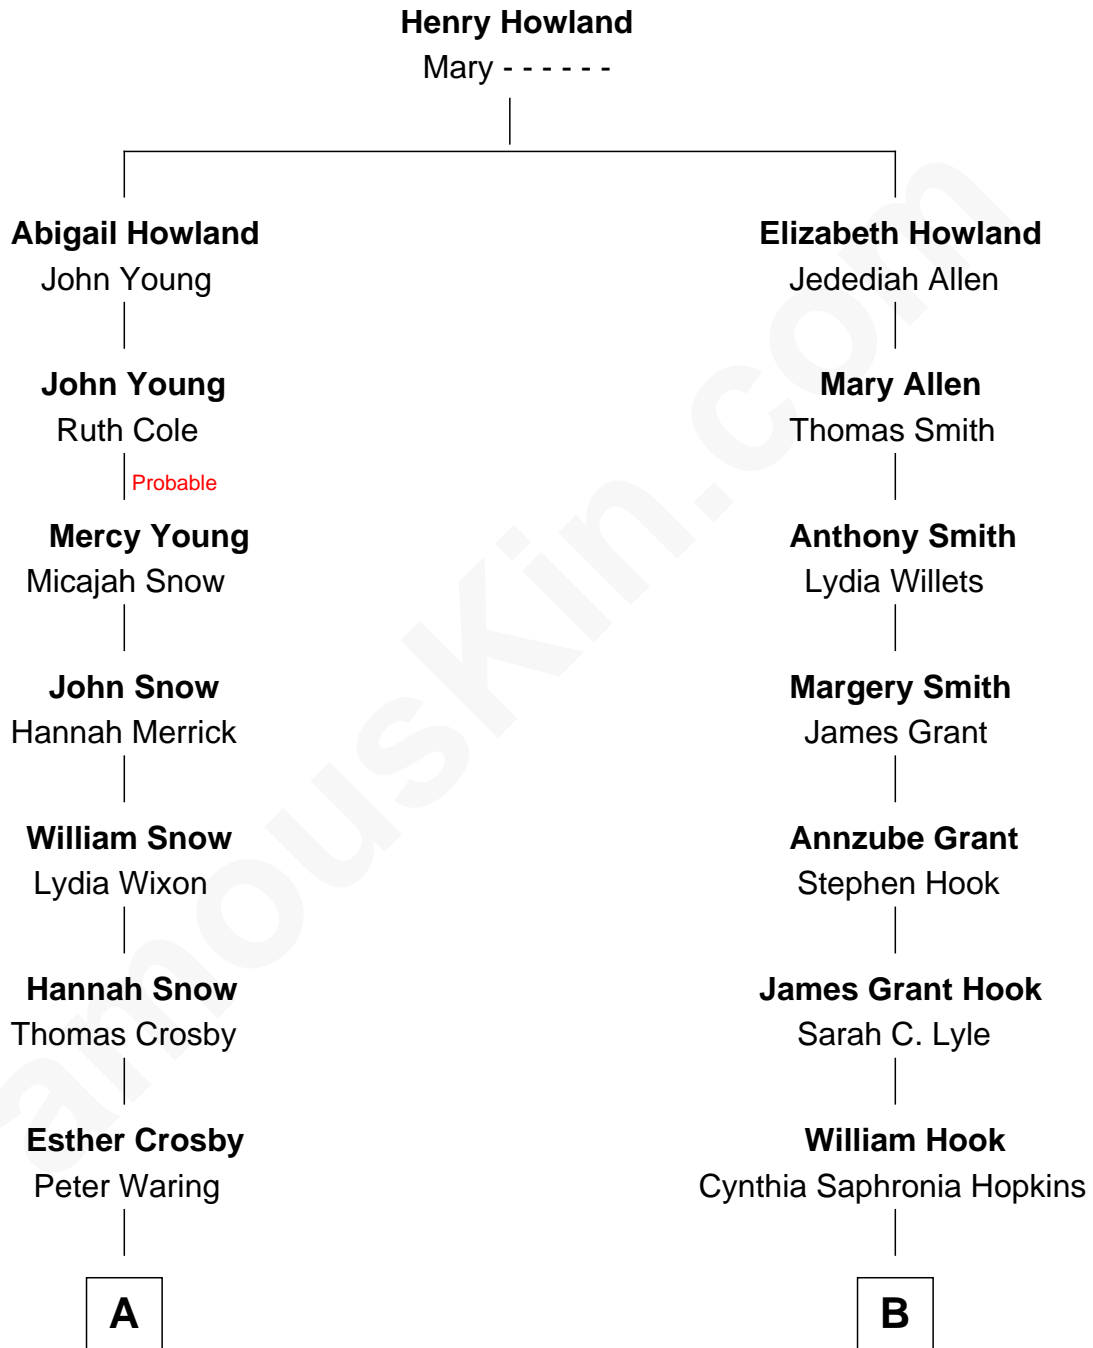 Henry Howland
Mary - - - - - -
Abigail Howland
John Young
Elizabeth Howland
Jedediah Allen
John Young
Ruth Cole
Mary Allen
Thomas Smith
Probable
Mercy Young
Micajah Snow
Anthony Smith
Lydia Willets
John Snow
Hannah Merrick
Margery Smith
James Grant
William Snow
Lydia Wixon
Annzube Grant
Stephen Hook
Hannah Snow
Thomas Crosby
James Grant Hook
Sarah C. Lyle
Esther Crosby
Peter Waring
William Hook
Cynthia Saphronia Hopkins
A
B
amousKin.com